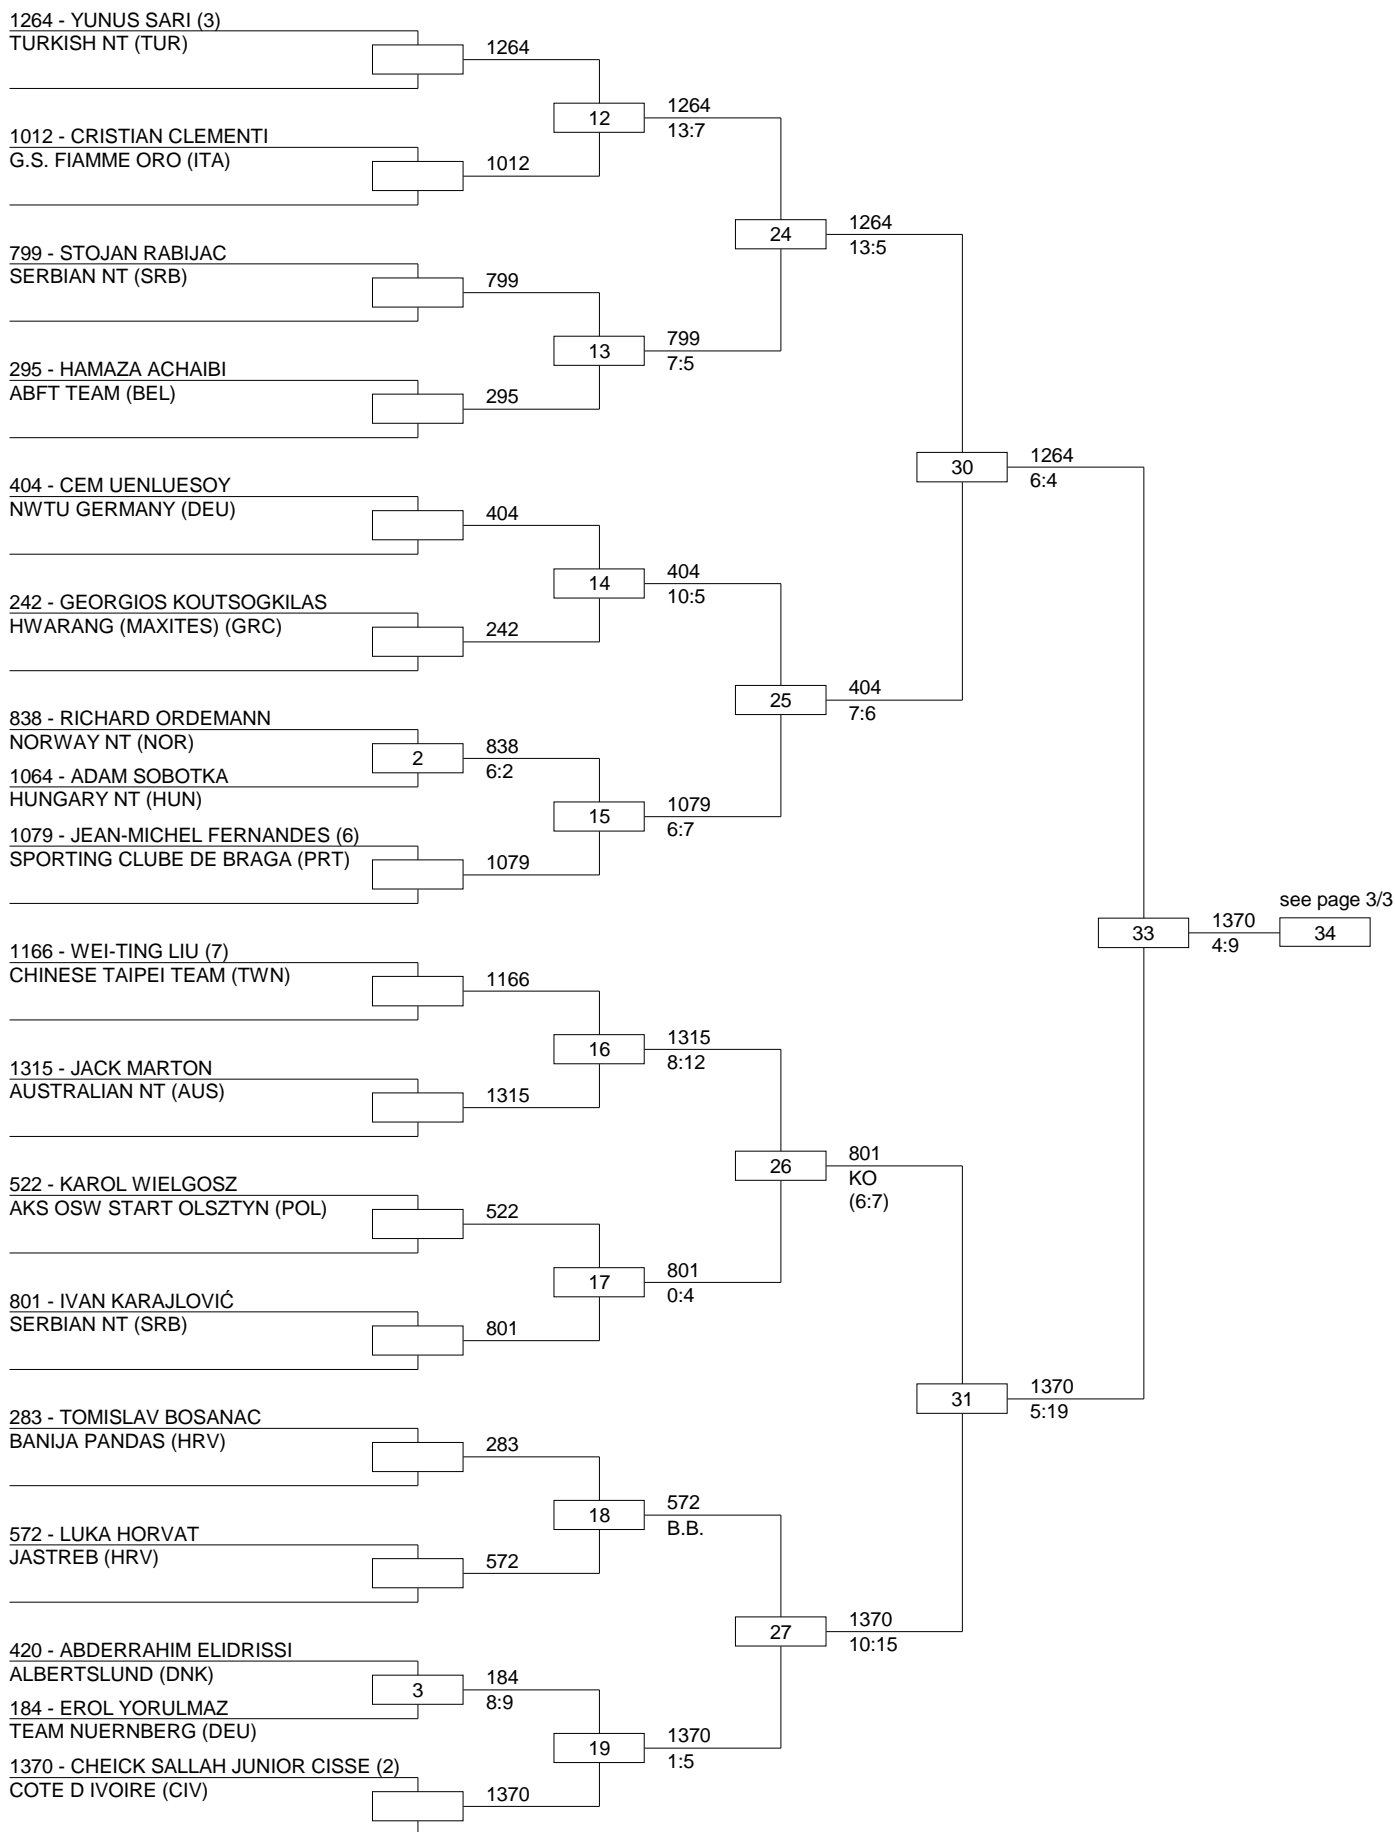 1264 - YUNUS SARI (3)
TURKISH NT (TUR)
1264
12
1264
13:7
1012 - CRISTIAN CLEMENTI
G.S. FIAMME ORO (ITA)
1012
24
1264
13:5
799 - STOJAN RABIJAC
SERBIAN NT (SRB)
799
13
799
7:5
295 - HAMAZA ACHAIBI
ABFT TEAM (BEL)
295
30
1264
6:4
404 - CEM UENLUESOY
NWTU GERMANY (DEU)
404
14
404
10:5
242 - GEORGIOS KOUTSOGKILAS
HWARANG (MAXITES) (GRC)
242
25
404
7:6
838 - RICHARD ORDEMANN
NORWAY NT (NOR)
2
838
6:2
1064 - ADAM SOBOTKA
HUNGARY NT (HUN)
15
1079
6:7
1079 - JEAN-MICHEL FERNANDES (6)
SPORTING CLUBE DE BRAGA (PRT)
1079
see page 3/3
33
1370
4:9
34
1166 - WEI-TING LIU (7)
CHINESE TAIPEI TEAM (TWN)
1166
16
1315
8:12
1315 - JACK MARTON
AUSTRALIAN NT (AUS)
1315
26
801
KO
(6:7)
522 - KAROL WIELGOSZ
AKS OSW START OLSZTYN (POL)
522
17
801
0:4
801 - IVAN KARAJLOVIĆ
SERBIAN NT (SRB)
801
31
1370
5:19
283 - TOMISLAV BOSANAC
BANIJA PANDAS (HRV)
283
18
572
B.B.
572 - LUKA HORVAT
JASTREB (HRV)
572
27
1370
10:15
420 - ABDERRAHIM ELIDRISSI
ALBERTSLUND (DNK)
3
184
8:9
184 - EROL YORULMAZ
TEAM NUERNBERG (DEU)
19
1370
1:5
1370 - CHEICK SALLAH JUNIOR CISSE (2)
COTE D IVOIRE (CIV)
1370